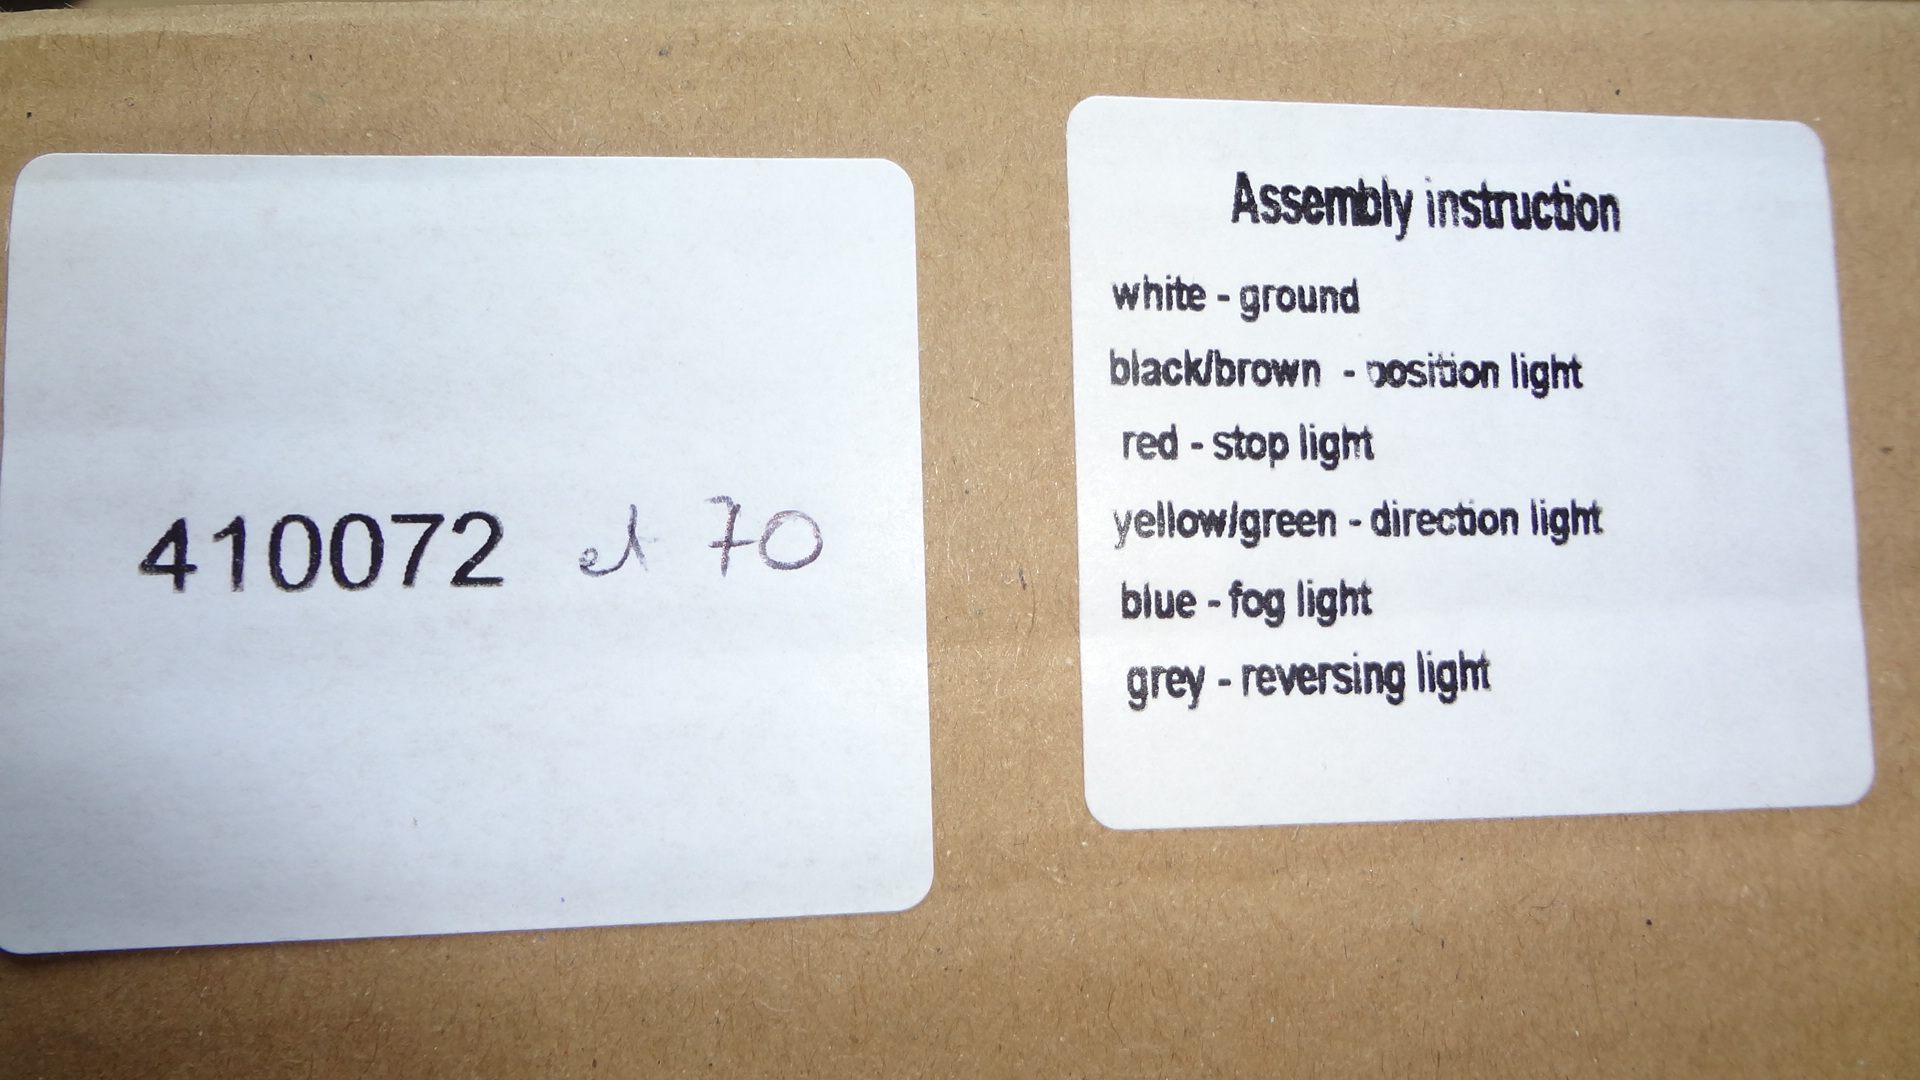 410072 et 70
Assembly instruction
white - ground
black/brown - position light
red - stop light
yellow/green - direction light
blue - fog light
grey - reversing light